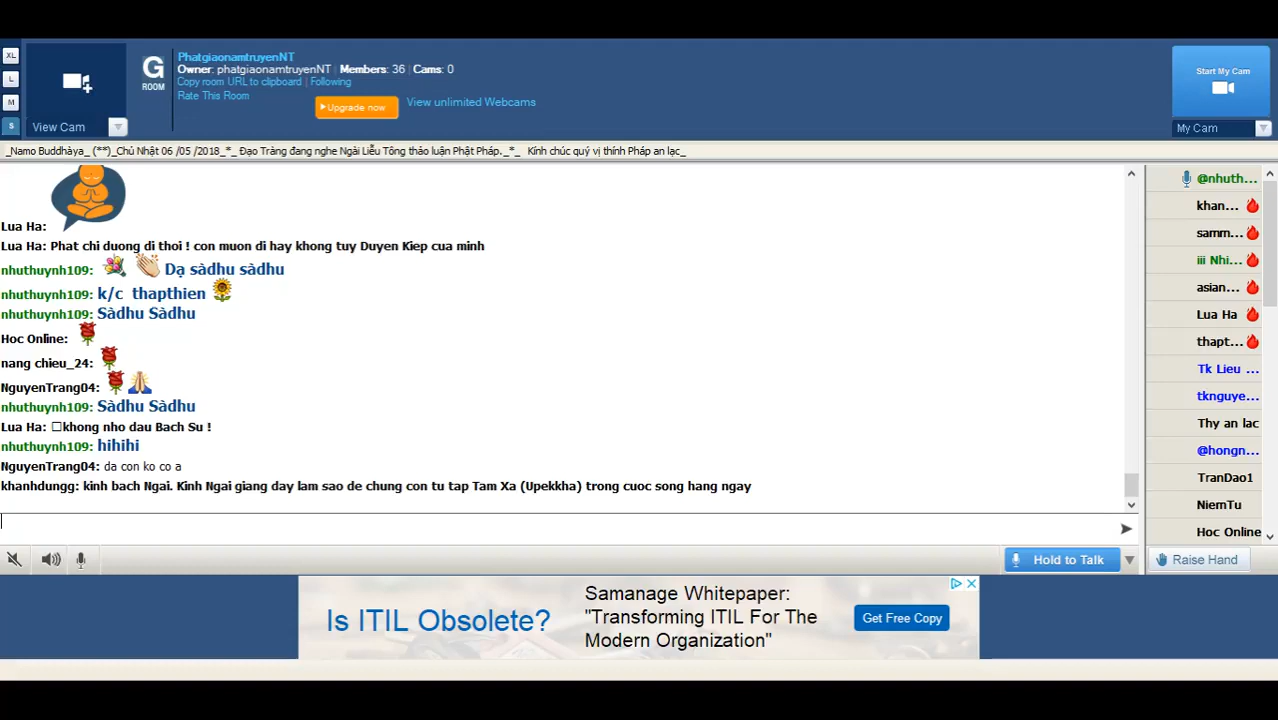 XL
L
M
S
View Cam
G
ROOM
PhatgiaonamtruyenNT
Owner: phatgiaonamtruyenNT | Members: 36 | Cams: 0
Copy room URL to clipboard | Following
Rate This Room
Upgrade now
View unlimited Webcams
Start My Cam
My Cam
_Namo Buddhàya_ (**)_Chủ Nhật 06 /05 /2018_*_ Đạo Tràng đang nghe Ngài Liễu Tông thảo luận Phật Pháp._*_ Kính chúc quý vị thính Pháp an lạc_
Lua Ha:
Lua Ha: Phat chi duong di thoi ! con muon di hay khong tuy Duyen Kiep cua minh
nhuthuynh109: Dạ sàdhu sàdhu
nhuthuynh109: k/c thapthien
nhuthuynh109: Sàdhu Sàdhu
Hoc Online:
nang chieu_24:
NguyenTrang04:
nhuthuynh109: Sàdhu Sàdhu
Lua Ha: □khong nho dau Bach Su !
nhuthuynh109: hihihi
NguyenTrang04: da con ko co a
khanhdungg: kinh bach Ngai. Kinh Ngai giang day lam sao de chung con tu tap Tam Xa (Upekkha) trong cuoc song hang ngay
@nhuth...
khan...
samm...
iii Nhi...
asian...
Lua Ha
thapt...
Tk Lieu ...
tknguye...
Thy an lac
@hongn...
TranDao1
NiemTu
Hoc Online
Hold to Talk
Raise Hand
Is ITIL Obsolete?
Samanage Whitepaper:
"Transforming ITIL For The
Modern Organization"
Get Free Copy